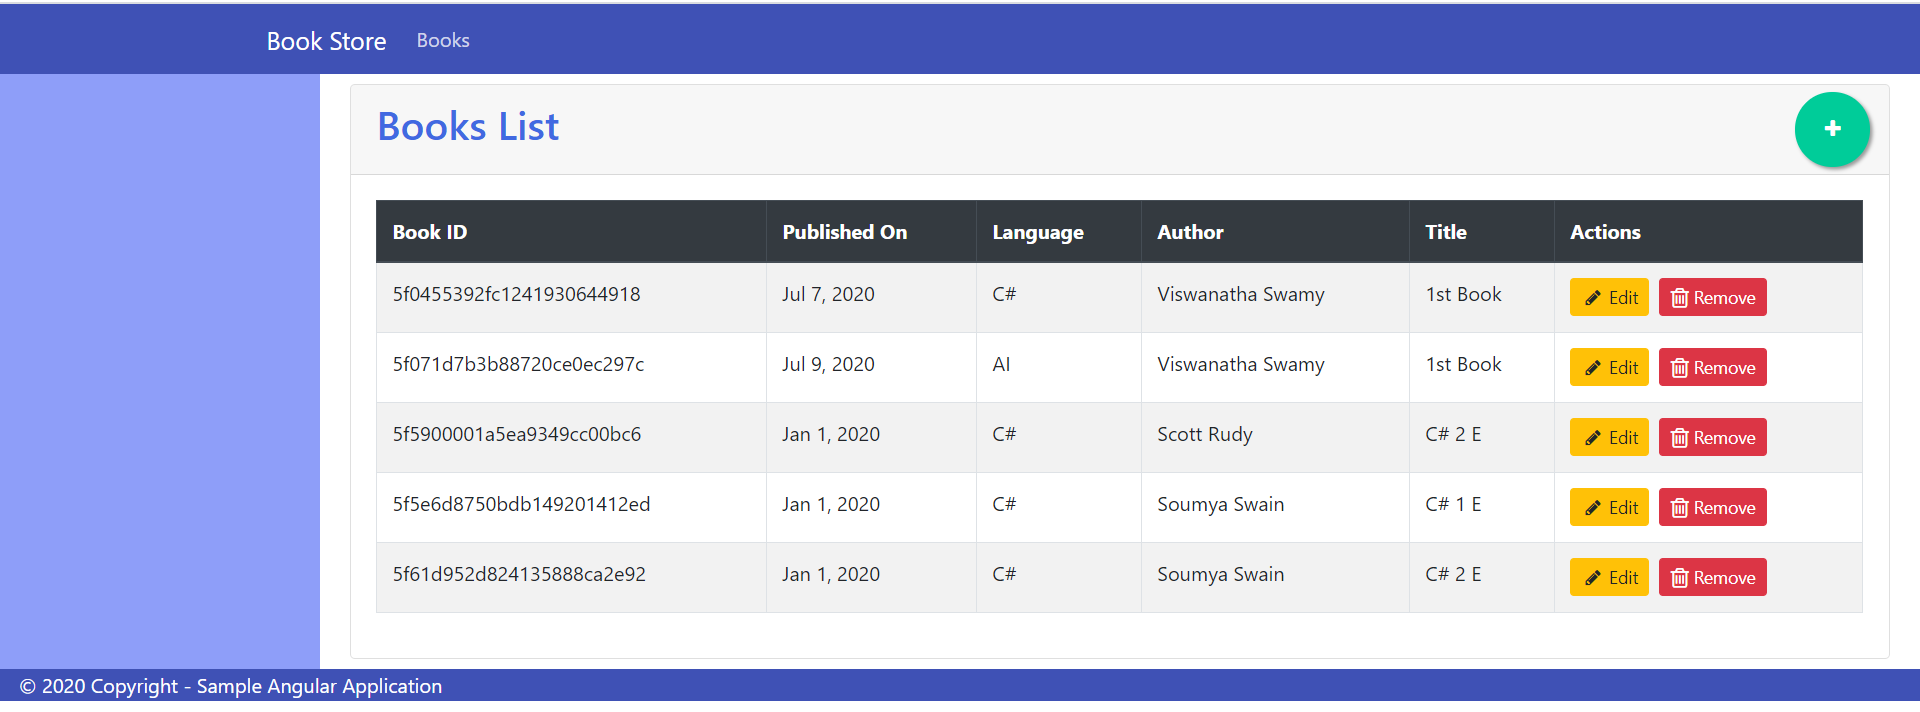 Book Store Books
Books List
+
Book ID Published On Language Author Title Actions
5f0455392fc1241930644918 Jul 7, 2020 C# Viswanatha Swamy 1st Book Edit Remove
5f071d7b3b88720ce0ec297c Jul 9, 2020 AI Viswanatha Swamy 1st Book Edit Remove
5f5900001a5ea9349cc00bc6 Jan 1, 2020 C# Scott Rudy C# 2 E Edit Remove
5f5e6d8750bdb149201412ed Jan 1, 2020 C# Soumya Swain C# 1 E Edit Remove
5f61d952d824135888ca2e92 Jan 1, 2020 C# Soumya Swain C# 2 E Edit Remove
© 2020 Copyright - Sample Angular Application